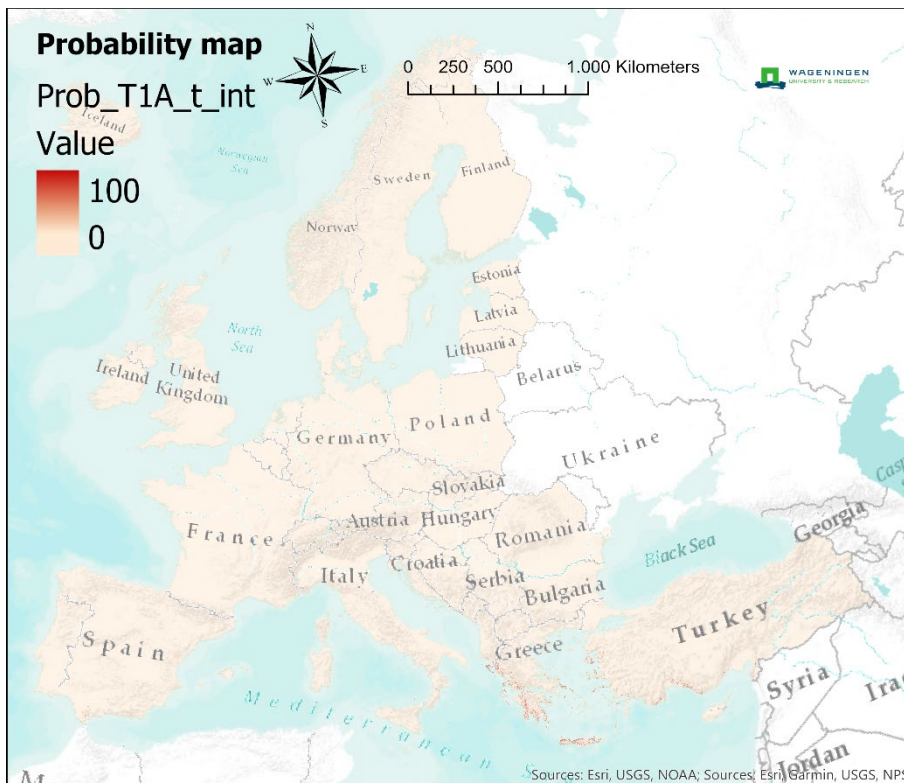 Probability map
Prob_T1A_t_int
Value
100
0
N
W
E
S
0 250 500 1.000 Kilometers
WAGENINGEN
UNIVERSITY & RESEARCH
Iceland
Norwegian
Sea
Sweden
Finland
Norway
Estonia
North
Sea
Latvia
Lithuania
Ireland
United
Kingdom
Belarus
Poland
Germany
Ukraine
Slovakia
Austria
Hungary
France
Romania
Georgia
Croatia
Italy
Serbia
Black Sea
Bulgaria
Turkey
Spain
Greece
Syria
Mediterranean
Jordan
Sources: Esri, USGS, NOAA; Sources: Esri, Garmin, USGS, NPS